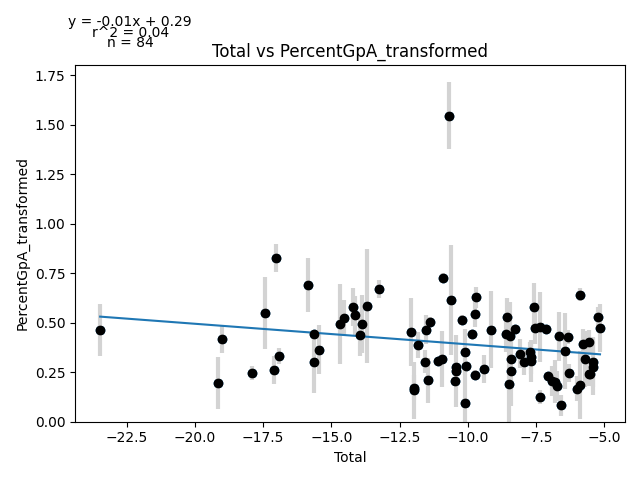 y = -0.01x + 0.29
r^2 = 0.04
n = 84
Total vs PercentGpA_transformed
PercentGpA_transformed
1.75
1.50
1.25
1.00
0.75
0.50
0.25
0.00
−22.5 −20.0 −17.5 −15.0 −12.5 −10.0 −7.5 −5.0
Total